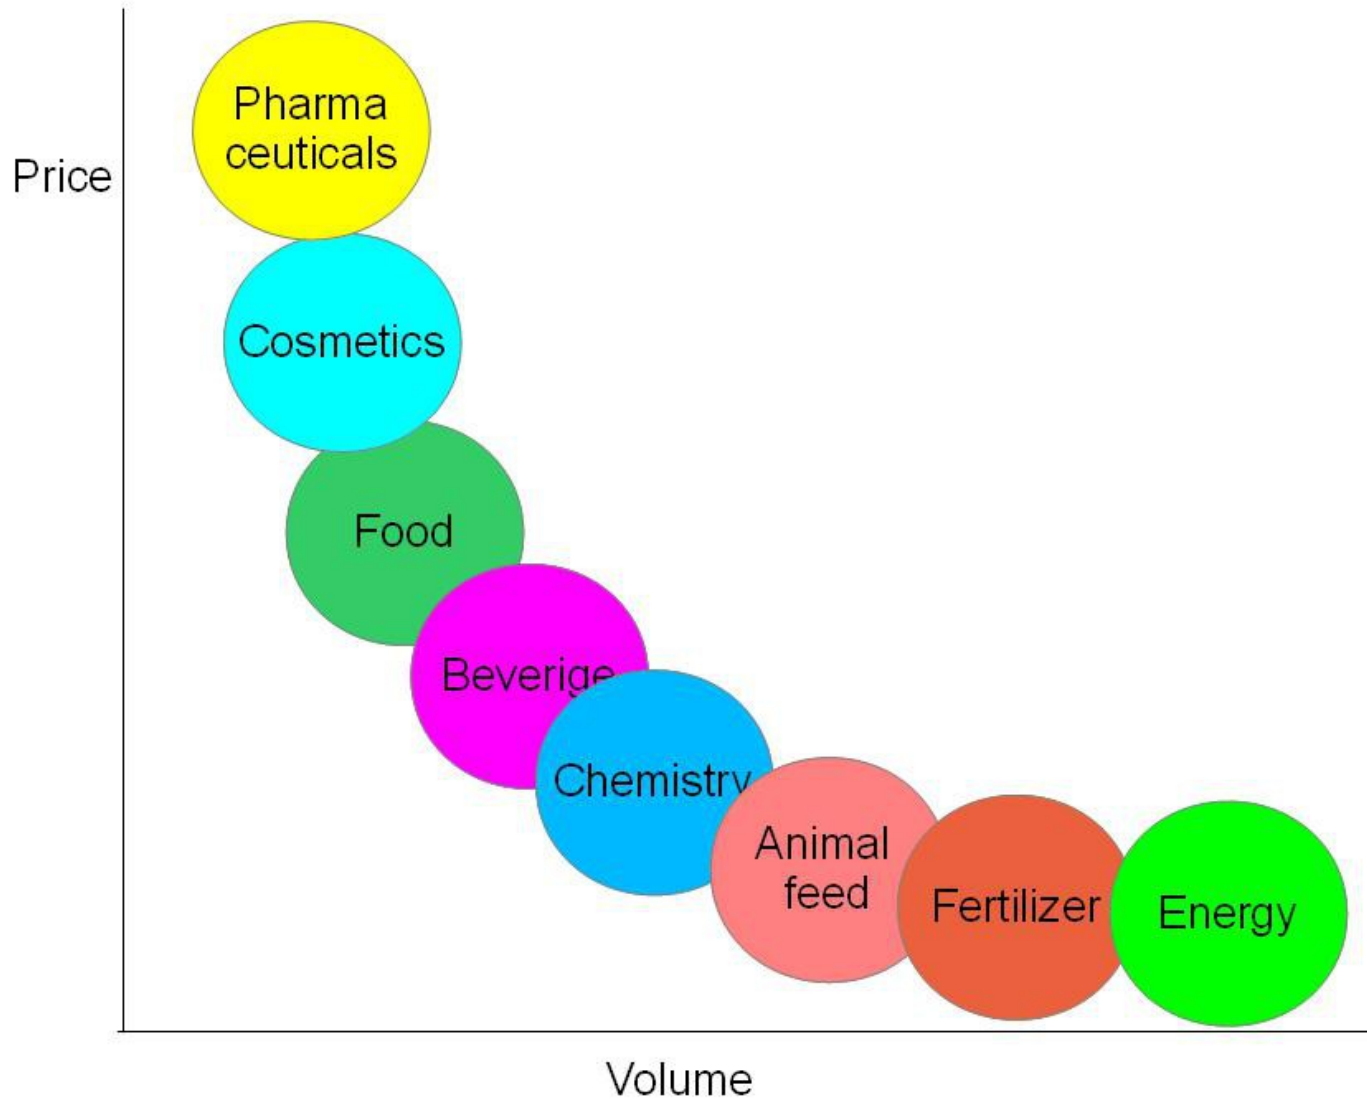 Pharma
ceuticals
Price
Cosmetics
Food
Beverige
Chemistry
Animal
feed
Fertilizer
Energy
Volume